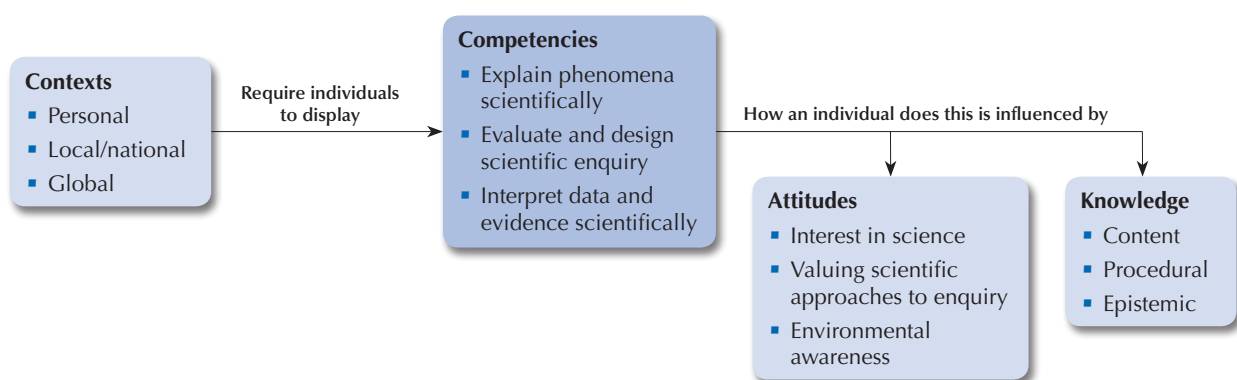 Contexts
Personal
Local/national
Global
Require individuals
to display
Competencies
Explain phenomena
scientifically
Evaluate and design
scientific enquiry
Interpret data and
evidence scientifically
How an individual does this is influenced by
Attitudes
Interest in science
Valuing scientific
approaches to enquiry
Environmental
awareness
Knowledge
Content
Procedural
Epistemic